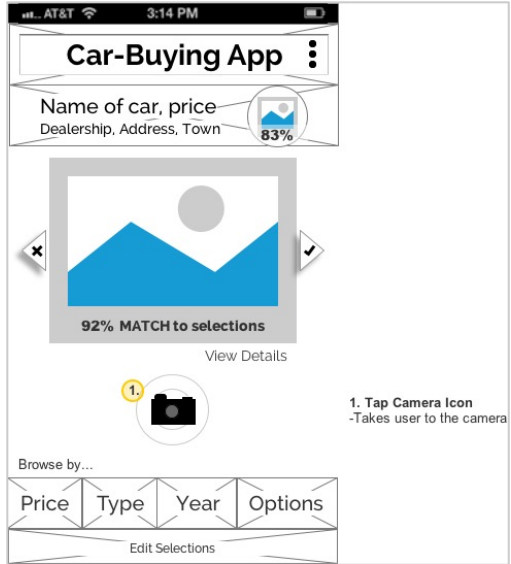 AT&T 3:14 PM
Car-Buying App
Name of car, price
Dealership, Address, Town
83%
92% MATCH to selections
View Details
1.
1. Tap Camera Icon
-Takes user to the camera
Browse by...
Price Type Year Options
Edit Selections